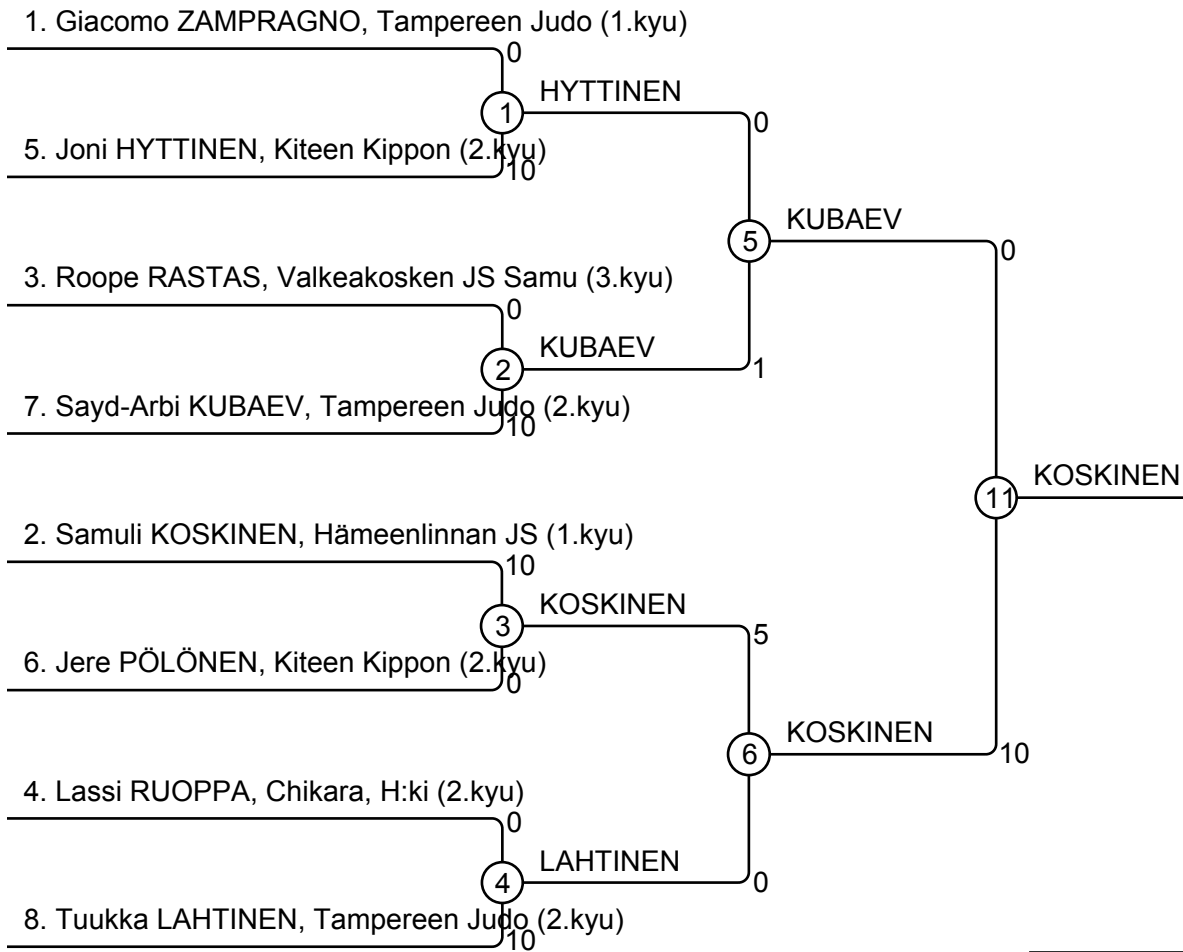 1. Giacomo ZAMPRAGNO, Tampereen Judo (1.kyu)
0
1
HYTTINEN
0
5. Joni HYTTINEN, Kiteen Kippon (2.kyu)
10
5
KUBAEV
0
3. Roope RASTAS, Valkeakosken JS Samu (3.kyu)
0
2
KUBAEV
1
7. Sayd-Arbi KUBAEV, Tampereen Judo (2.kyu)
10
11
KOSKINEN
2. Samuli KOSKINEN, Hämeenlinnan JS (1.kyu)
10
3
KOSKINEN
5
6. Jere PÖLÖNEN, Kiteen Kippon (2.kyu)
0
6
KOSKINEN
10
4. Lassi RUOPPA, Chikara, H:ki (2.kyu)
0
4
LAHTINEN
0
8. Tuukka LAHTINEN, Tampereen Judo (2.kyu)
10